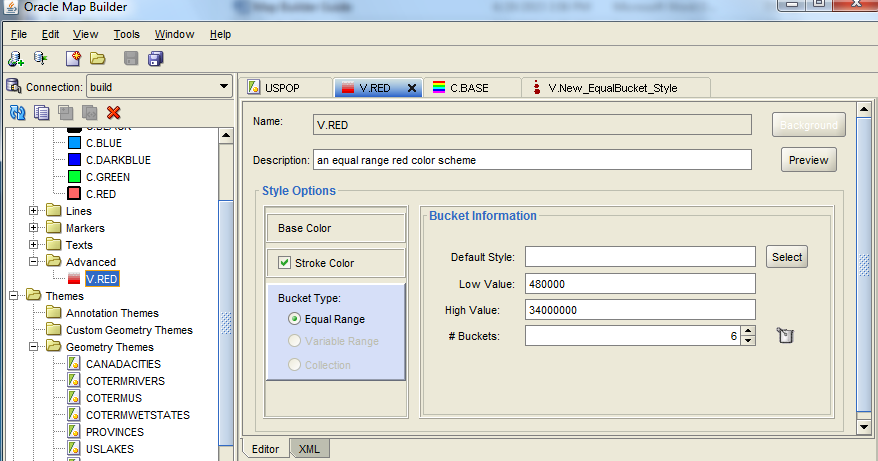 Oracle Map Builder
File Edit View Tools Window Help
Connection: build
USPOP V.RED C.BASE V.New_EqualBucket_Style
C.BLACK
C.BLUE
C.DARKBLUE
C.GREEN
C.RED
Lines
Markers
Texts
Advanced
V.RED
Themes
Annotation Themes
Custom Geometry Themes
Geometry Themes
CANADACITIES
COTERMRIVERS
COTERMUS
COTERMWETSTATES
PROVINCES
USLAKES
Name: V.RED Background
Description: an equal range red color scheme Preview
Style Options
Base Color
Stroke Color
Bucket Type:
Equal Range
Variable Range
Collection
Bucket Information
Default Style: Select
Low Value: 480000
High Value: 34000000
# Buckets: 6
Editor XML